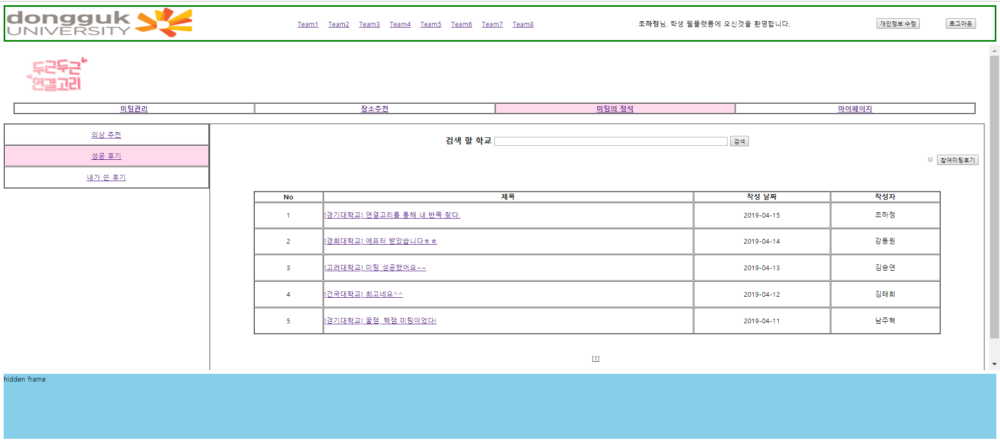 dongguk
UNIVERSITY
Team1 Team2 Team3 Team4 Team5 Team6 Team7 Team8
조하정님, 학생 웹플랫폼에 오신것을 환영합니다.
개인정보 수정
로그아웃
두근두근
연결고리
미팅관리 장소추천 미팅의 정석 마이페이지
의상 추천
성공 후기
내가 쓴 후기
검색 할 학교 검색
참여미팅후기
No 제목 작성 날짜 작성자
1 [경기대학교] 연결고리를 통해 내 반쪽 찾다. 2019-04-15 조하정
2 [경희대학교] 애프터 받았습니다ㅎㅎ 2019-04-14 강동원
3 [고려대학교] 미팅 성공했어요~~ 2019-04-13 김승연
4 [건국대학교] 최고네요^^ 2019-04-12 김태희
5 [경기대학교] 꿀잼, 핵잼 미팅이었다! 2019-04-11 남주혁
[1]
hidden frame